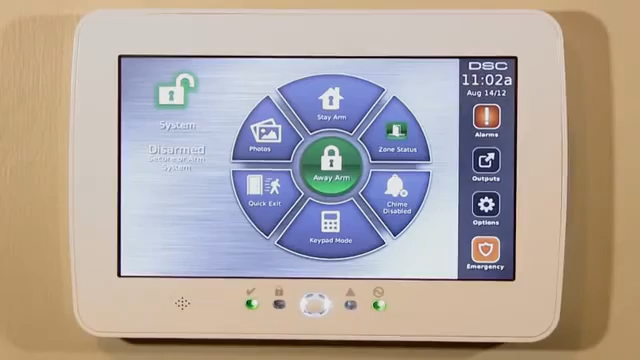 System
Disarmed
Secure or Arm
System
Stay Arm
Photos
Zone Status
Away Arm
Quick Exit
Chime
Disabled
Keypad Mode
DSC
11:02a
Aug 14/12
Alarms
Outputs
Options
Emergency